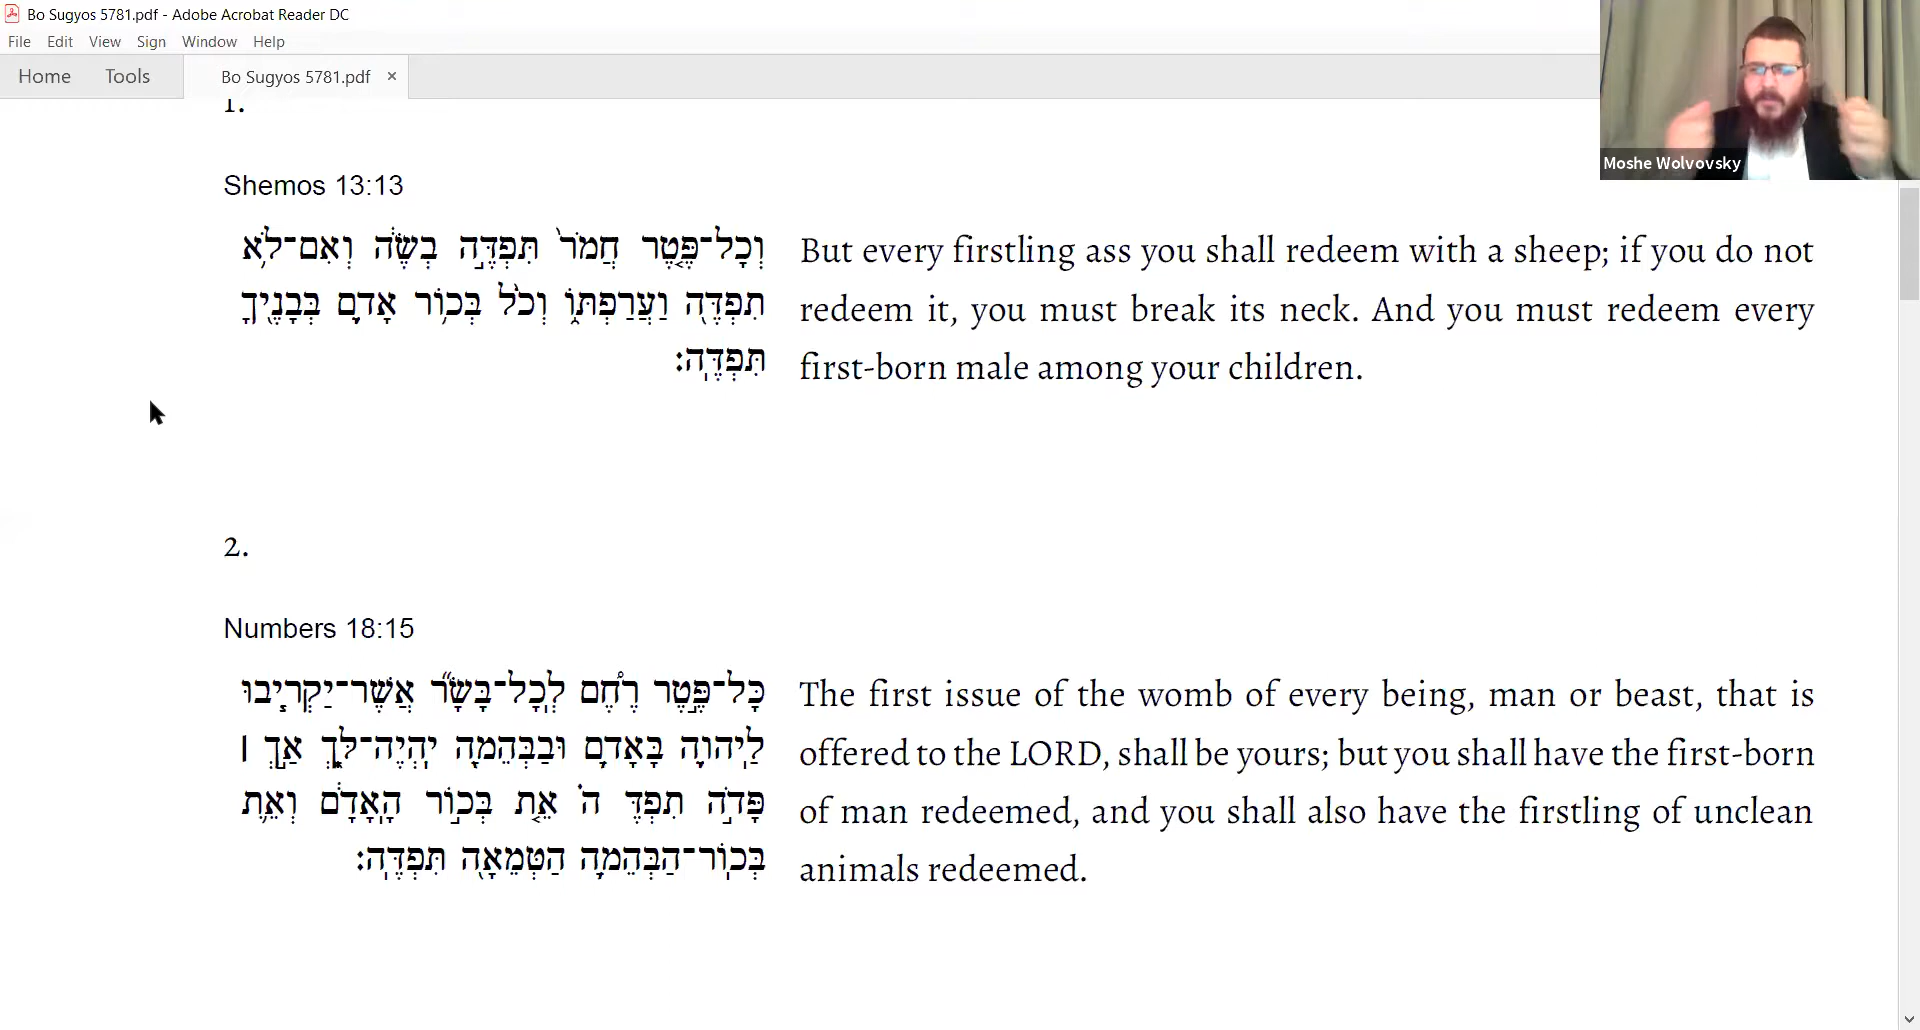 Bo Sugyos 5781.pdf - Adobe Acrobat Reader DC
File Edit View Sign Window Help
Home Tools Bo Sugyos 5781.pdf ×
Moshe Wolvovsky
1.
Shemos 13:13
וְכָל־פֶּ֤טֶר חֲמֹר֙ תִּפְדֶּ֣ה בְשֶׂ֔ה וְאִם־לֹ֥א
תִפְדֶּ֖ה וַעֲרַפְתּ֑וֹ וְכֹ֨ל בְּכ֥וֹר אָדָ֛ם בְּבָנֶ֖יךָ
תִּפְדֶּֽה׃
But every firstling ass you shall redeem with a sheep; if you do not
redeem it, you must break its neck. And you must redeem every
first-born male among your children.
2.
Numbers 18:15
כָּל־פֶּ֣טֶר רֶ֠חֶם לְֽכָל־בָּשָׂ֞ר אֲשֶׁר־יַקְרִ֧יבוּ
לַֽיהוָ֛ה בָּאָדָ֥ם וּבַבְּהֵמָ֖ה יִֽהְיֶה־לָּ֑ךְ אַ֣ךְ ׀
פָּדֹ֣ה תִפְדֶּ֗ ה אֵ֚ת בְּכ֣וֹר הָֽאָדָ֔ם וְאֵ֛ת
בְּכֽוֹר־הַבְּהֵמָ֥ה הַטְּמֵאָ֖ה תִּפְדֶּֽה׃
The first issue of the womb of every being, man or beast, that is
offered to the LORD, shall be yours; but you shall have the first-born
of man redeemed, and you shall also have the firstling of unclean
animals redeemed.